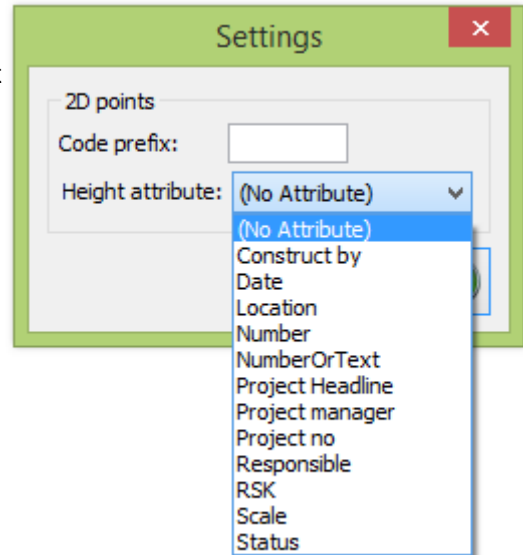 Settings
2D points
Code prefix:
Height attribute: (No Attribute)
(No Attribute)
Construct by
Date
Location
Number
NumberOrText
Project Headline
Project manager
Project no
Responsible
RSK
Scale
Status